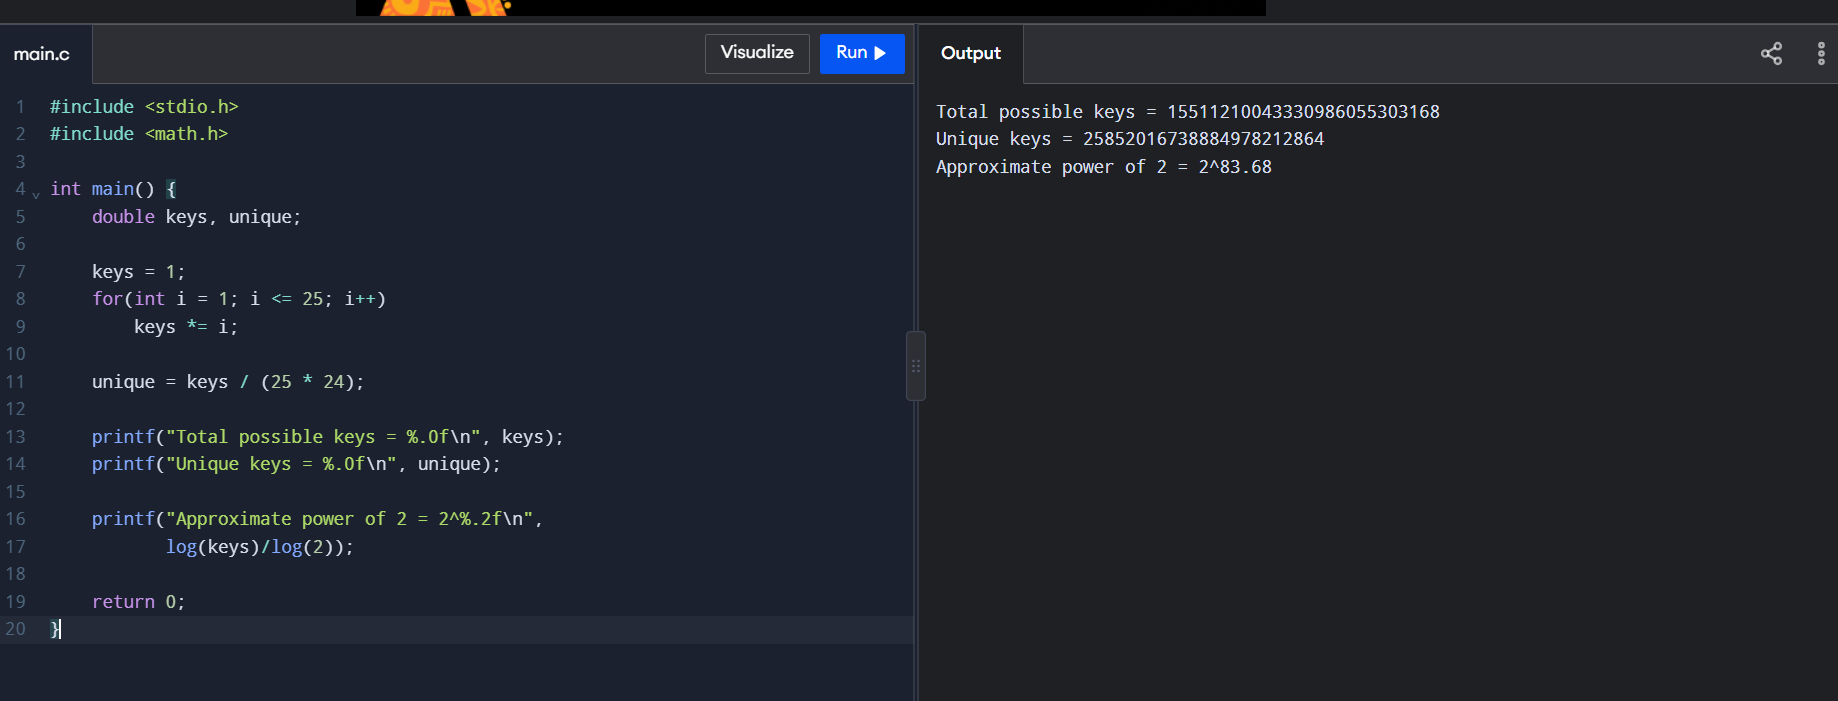 main.c
Visualize
Run
Output
1 #include <stdio.h>
2 #include <math.h>
3
4 int main() {
5 double keys, unique;
6
7 keys = 1;
8 for(int i = 1; i <= 25; i++)
9 keys *= i;
10
11 unique = keys / (25 * 24);
12
13 printf("Total possible keys = %.0f\n", keys);
14 printf("Unique keys = %.0f\n", unique);
15
16 printf("Approximate power of 2 = 2^%.2f\n",
17 log(keys)/log(2));
18
19 return 0;
20 }
Total possible keys = 15511210043330986055303168
Unique keys = 25852016738884978212864
Approximate power of 2 = 2^83.68